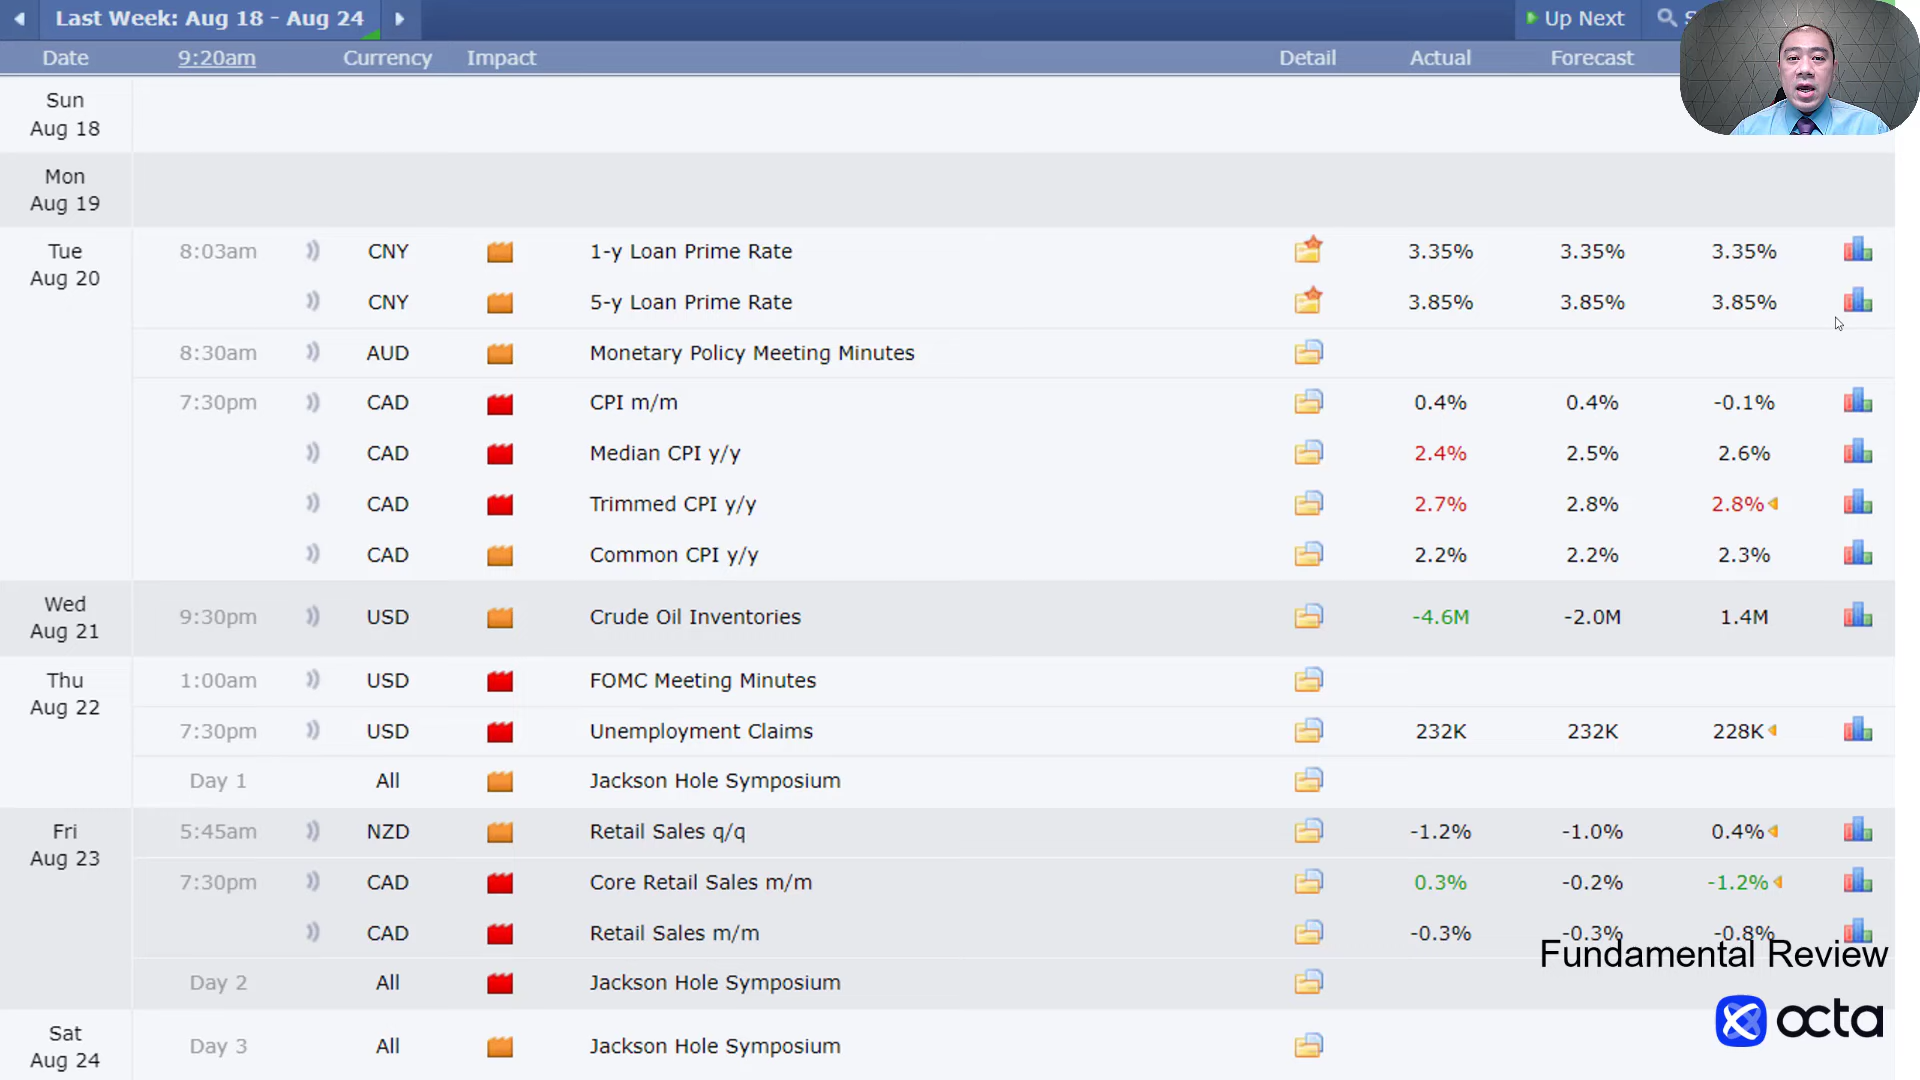 Last Week: Aug 18 - Aug 24
Up Next
Date 9:20am Currency Impact Detail Actual Forecast
Sun
Aug 18
Mon
Aug 19
Tue
Aug 20
8:03am CNY 1-y Loan Prime Rate 3.35% 3.35% 3.35%
CNY 5-y Loan Prime Rate 3.85% 3.85% 3.85%
8:30am AUD Monetary Policy Meeting Minutes
7:30pm CAD CPI m/m 0.4% 0.4% -0.1%
CAD Median CPI y/y 2.4% 2.5% 2.6%
CAD Trimmed CPI y/y 2.7% 2.8% 2.8%
CAD Common CPI y/y 2.2% 2.2% 2.3%
Wed
Aug 21
9:30pm USD Crude Oil Inventories -4.6M -2.0M 1.4M
Thu
Aug 22
1:00am USD FOMC Meeting Minutes
7:30pm USD Unemployment Claims 232K 232K 228K
Day 1 All Jackson Hole Symposium
Fri
Aug 23
5:45am NZD Retail Sales q/q -1.2% -1.0% 0.4%
7:30pm CAD Core Retail Sales m/m 0.3% -0.2% -1.2%
CAD Retail Sales m/m -0.3% -0.3% -0.8%
Day 2 All Jackson Hole Symposium
Sat
Aug 24
Day 3 All Jackson Hole Symposium
Fundamental Review
octa